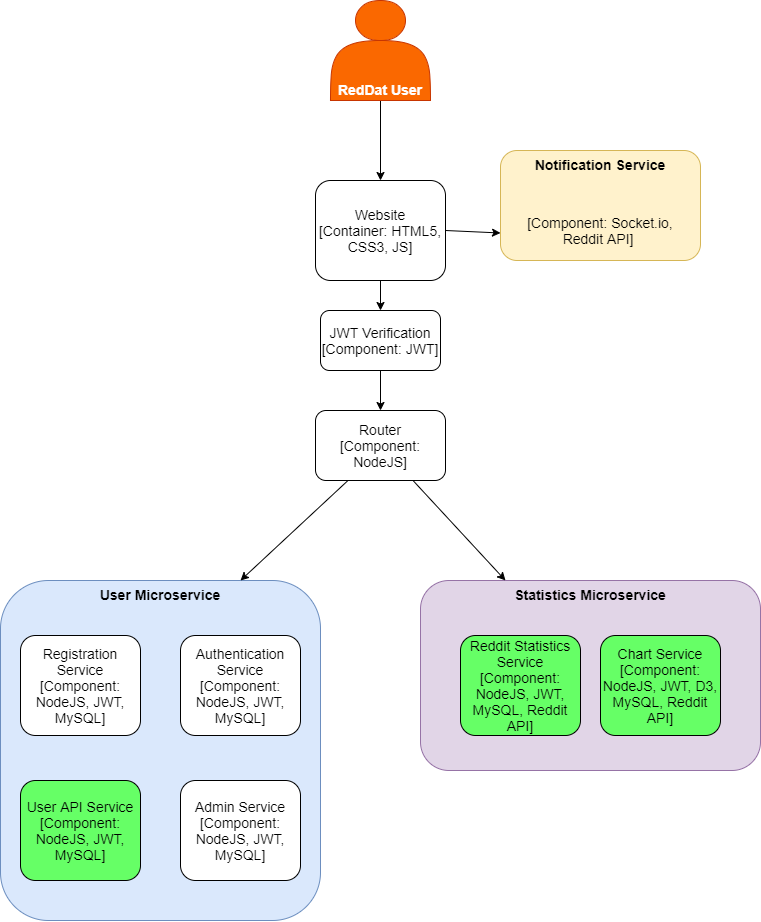 RedDat User
Notification Service
[Component: Socket.io,
Reddit API]
Website
[Container: HTML5,
CSS3, JS]
JWT Verification
[Component: JWT]
Router
[Component:
NodeJS]
User Microservice
Registration
Service
[Component:
NodeJS, JWT,
MySQL]
Authentication
Service
[Component:
NodeJS, JWT,
MySQL]
User API Service
[Component:
NodeJS, JWT,
MySQL]
Admin Service
[Component:
NodeJS, JWT,
MySQL]
Statistics Microservice
Reddit Statistics
Service
[Component:
NodeJS, JWT,
MySQL, Reddit
API]
Chart Service
[Component:
NodeJS, JWT, D3,
MySQL, Reddit
API]